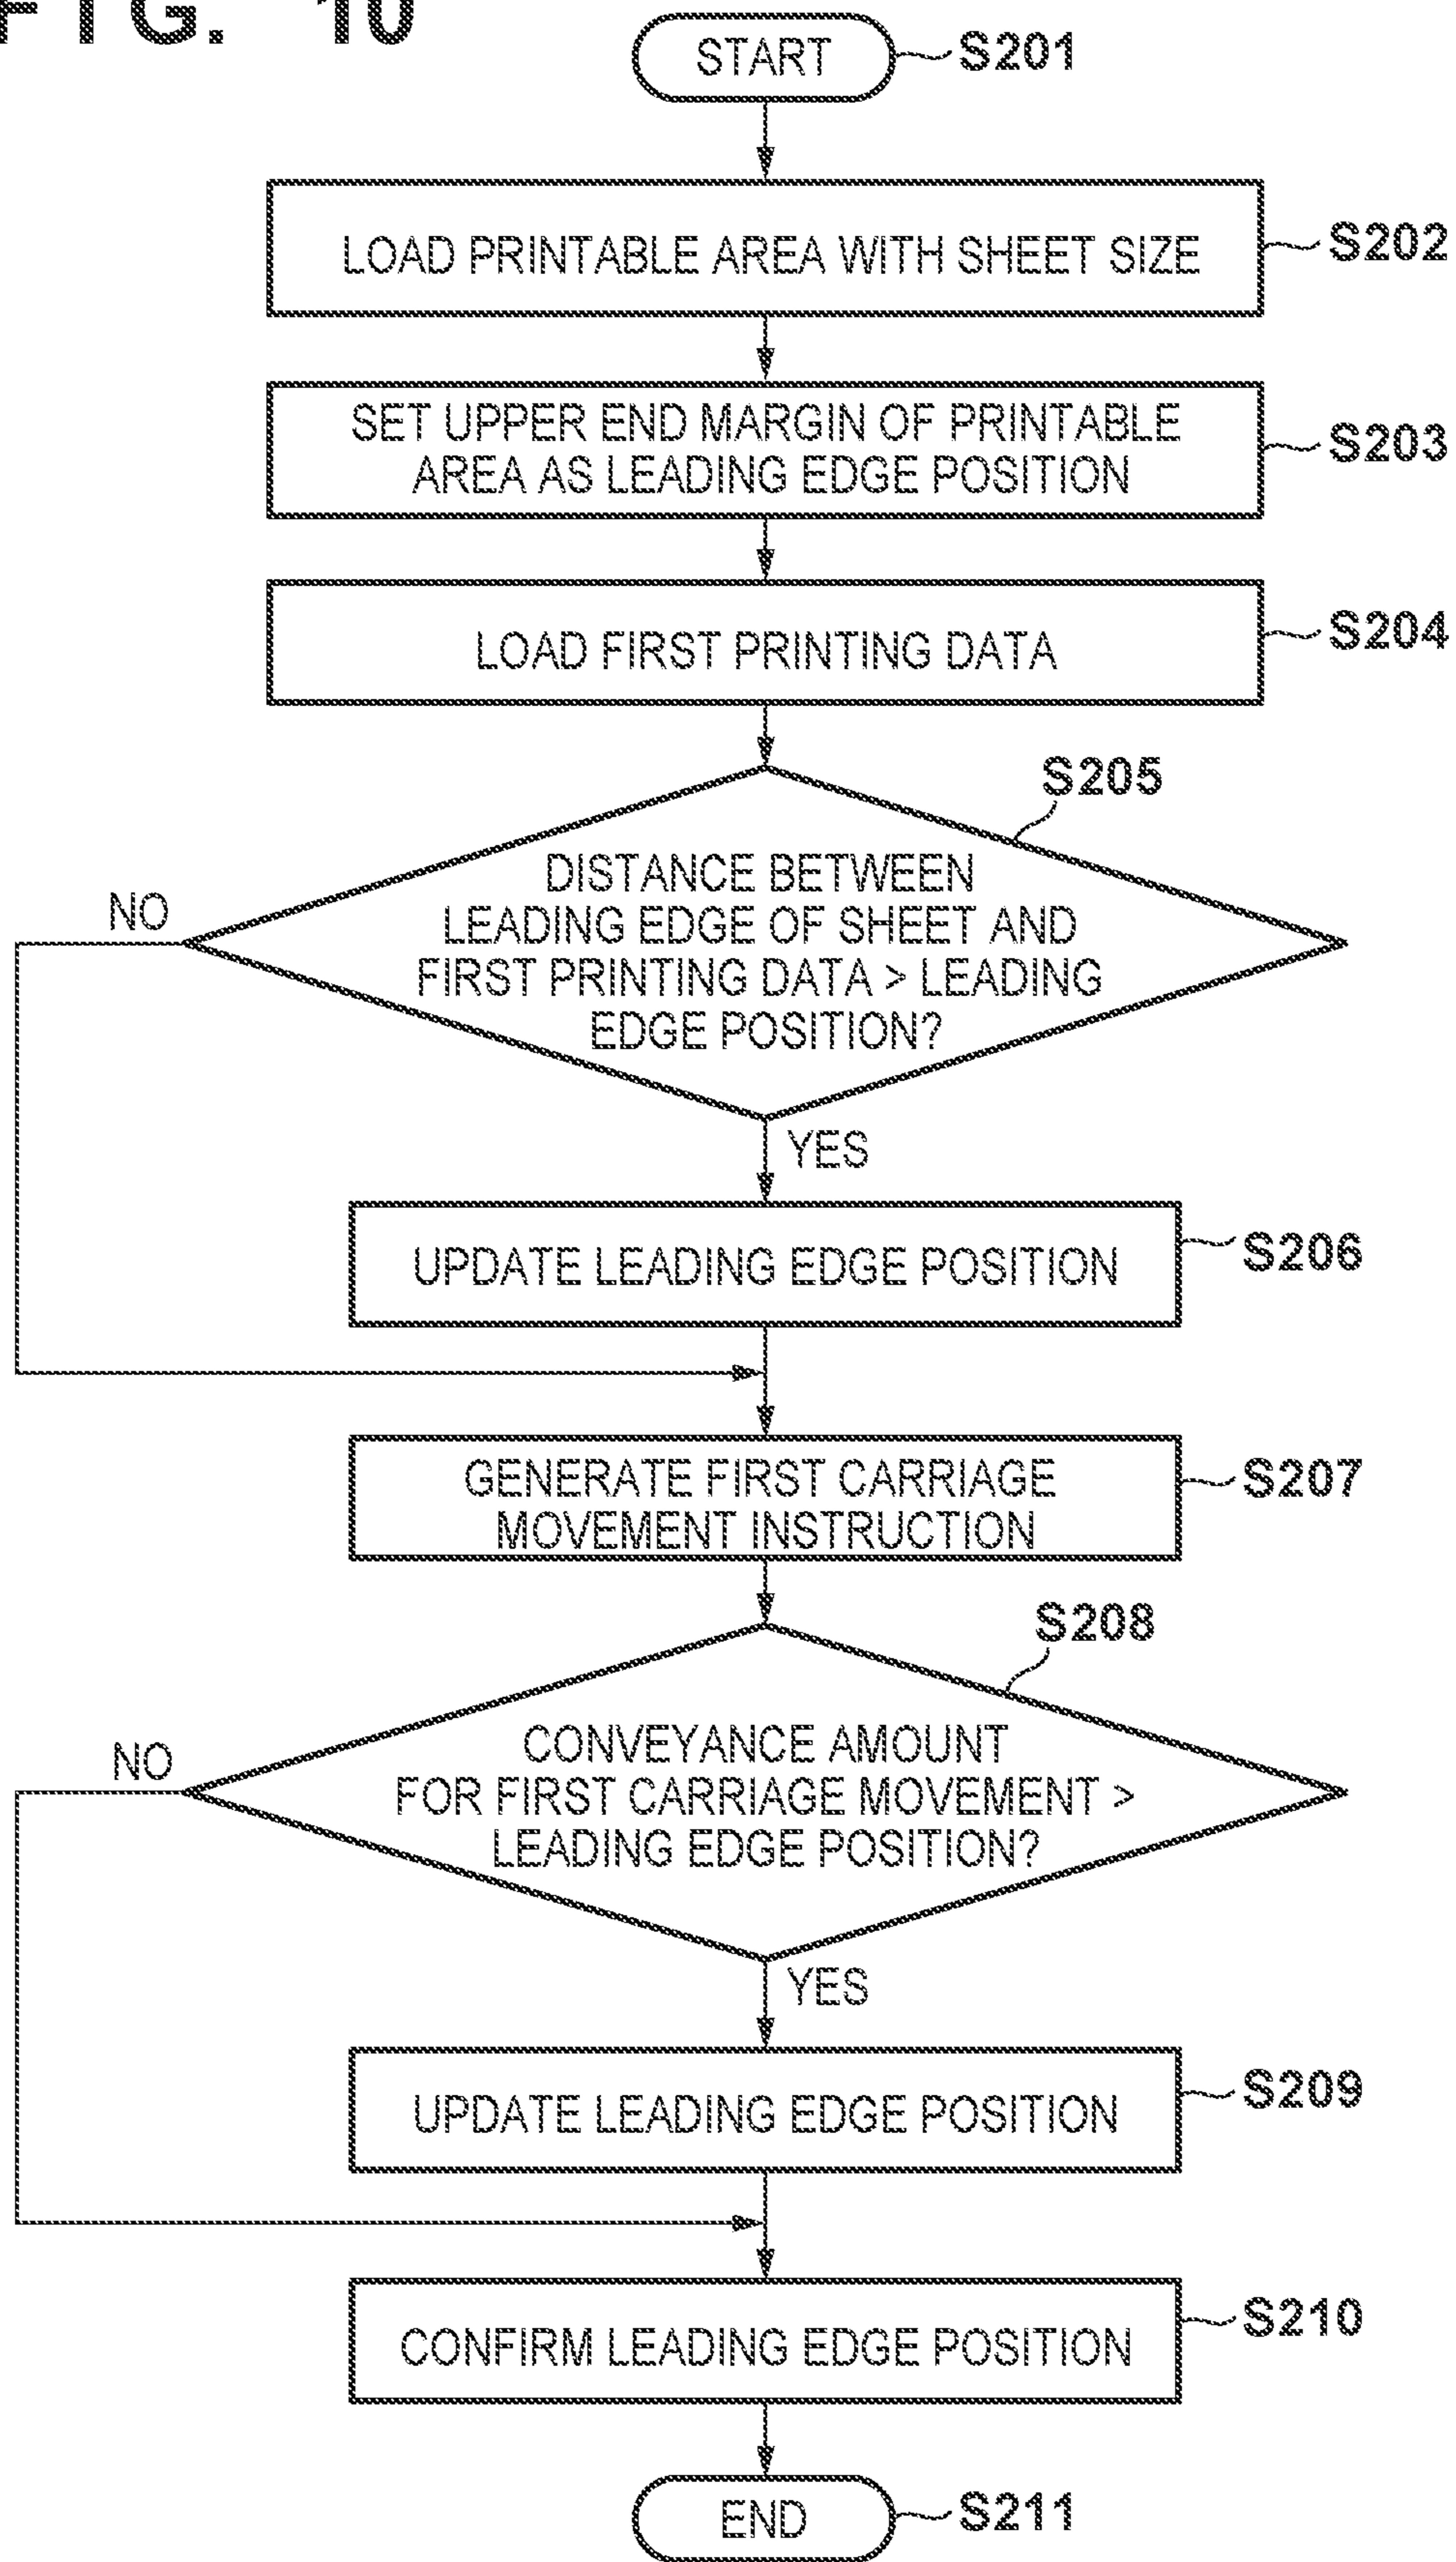 FIG. 10
START
S201
LOAD PRINTABLE AREA WITH SHEET SIZE
S202
SET UPPER END MARGIN OF PRINTABLE
AREA AS LEADING EDGE POSITION
S203
LOAD FIRST PRINTING DATA
S204
S205
DISTANCE BETWEEN
LEADING EDGE OF SHEET AND
FIRST PRINTING DATA > LEADING
EDGE POSITION?
NO
YES
UPDATE LEADING EDGE POSITION
S206
GENERATE FIRST CARRIAGE
MOVEMENT INSTRUCTION
S207
S208
CONVEYANCE AMOUNT
FOR FIRST CARRIAGE MOVEMENT >
LEADING EDGE POSITION?
NO
YES
UPDATE LEADING EDGE POSITION
S209
CONFIRM LEADING EDGE POSITION
S210
END
S211